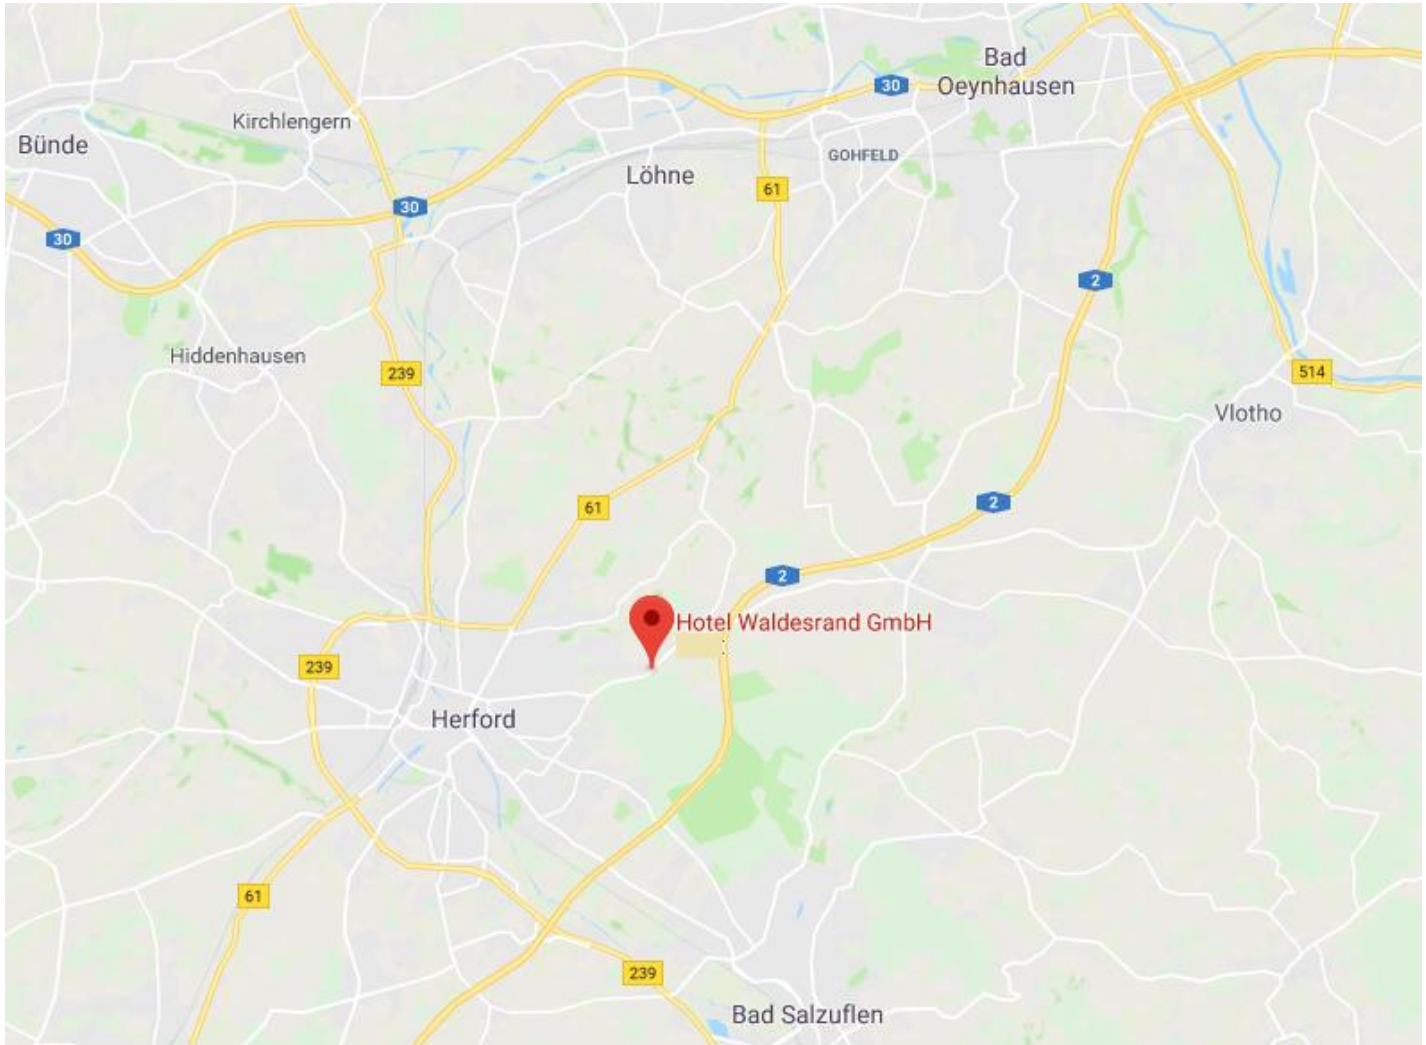 Bad
Oeynhausen
30
Kirchlengern
Bünde
GOHFELD
Löhne
61
30
30
2
Hiddenhausen
239
514
Vlotho
61
2
2
Hotel Waldesrand GmbH
239
Herford
61
239
Bad Salzuflen